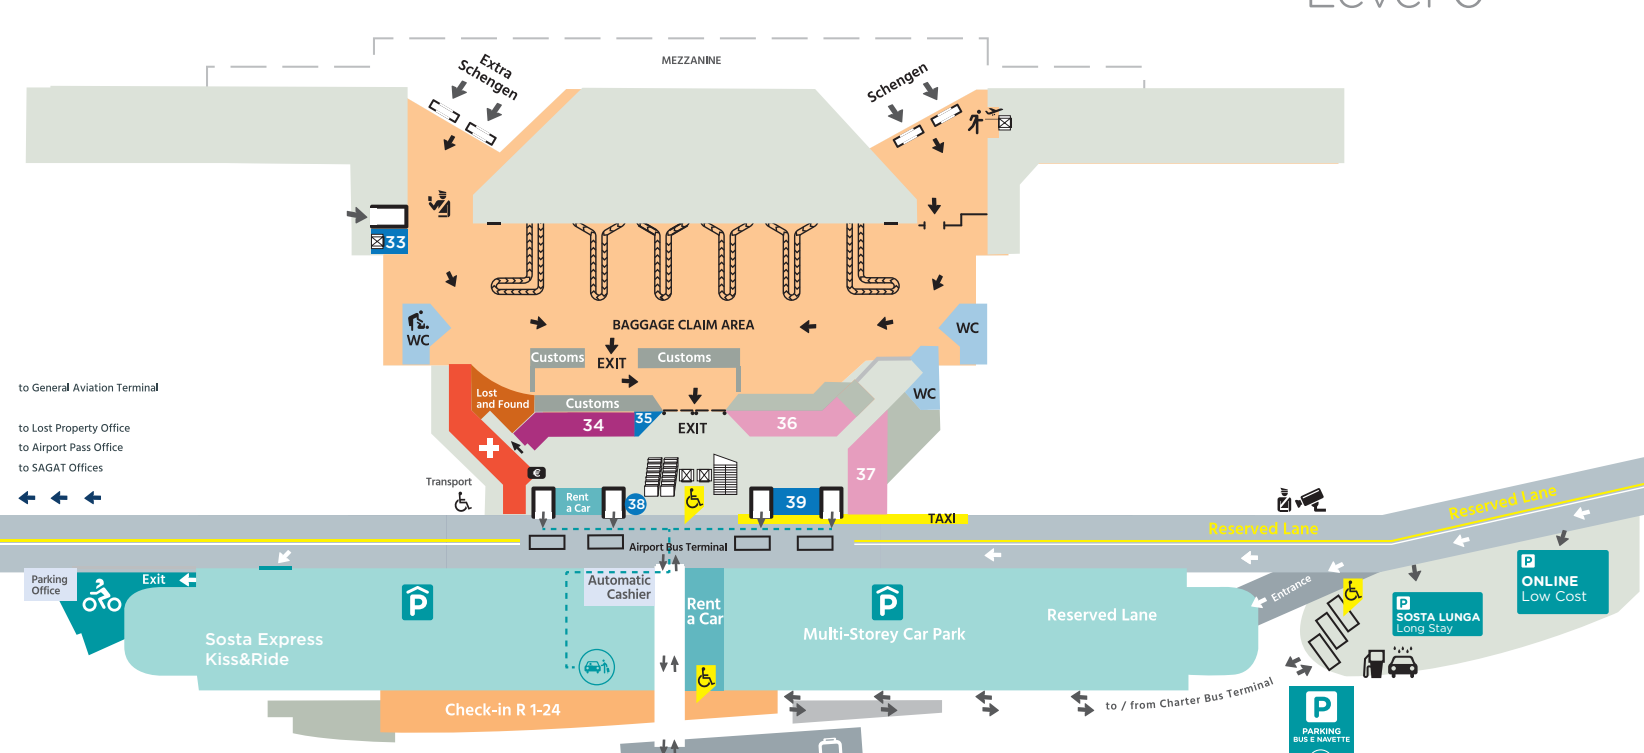 Level 0
MEZZANINE
Extra
Schengen
Schengen
33
BAGGAGE CLAIM AREA
WC
WC
Customs
EXIT
Customs
to General Aviation Terminal
Lost
and Found
Customs
WC
to Lost Property Office
34
35
EXIT
36
to Airport Pass Office
to SAGAT Offices
€
37
Transport
Rent
a Car
38
39
TAXI
Reserved Lane
Reserved Lane
Airport Bus Terminal
Parking
Office
Exit
Automatic
Cashier
P
P
Rent
a Car
Entrance
P
ONLINE
Low Cost
P
SOSTA LUNGA
Long Stay
Sosta Express
Kiss&Ride
Multi-Storey Car Park
Reserved Lane
Check-in R 1-24
to / from Charter Bus Terminal
P
PARKING
BUS E NAVETTE